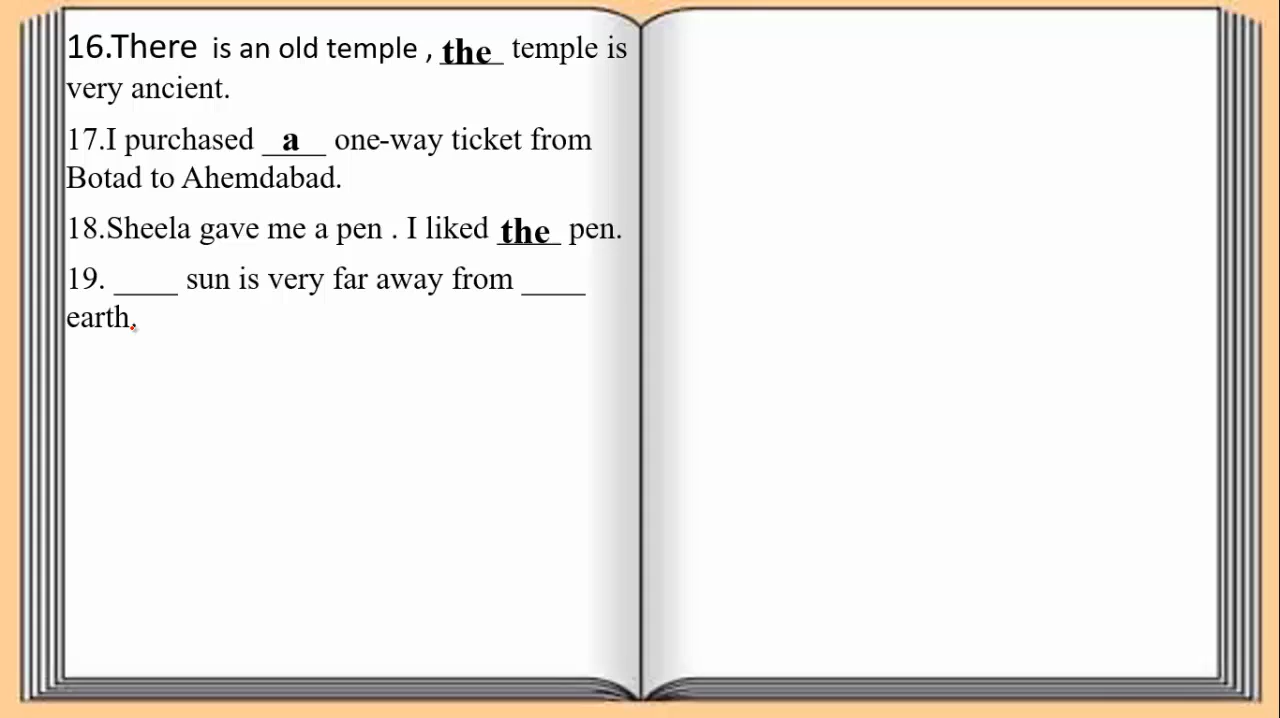 16.There is an old temple , the temple is
very ancient.
17.I purchased a one-way ticket from
Botad to Ahemdabad.
18.Sheela gave me a pen . I liked the pen.
19. ____ sun is very far away from ____
earth.